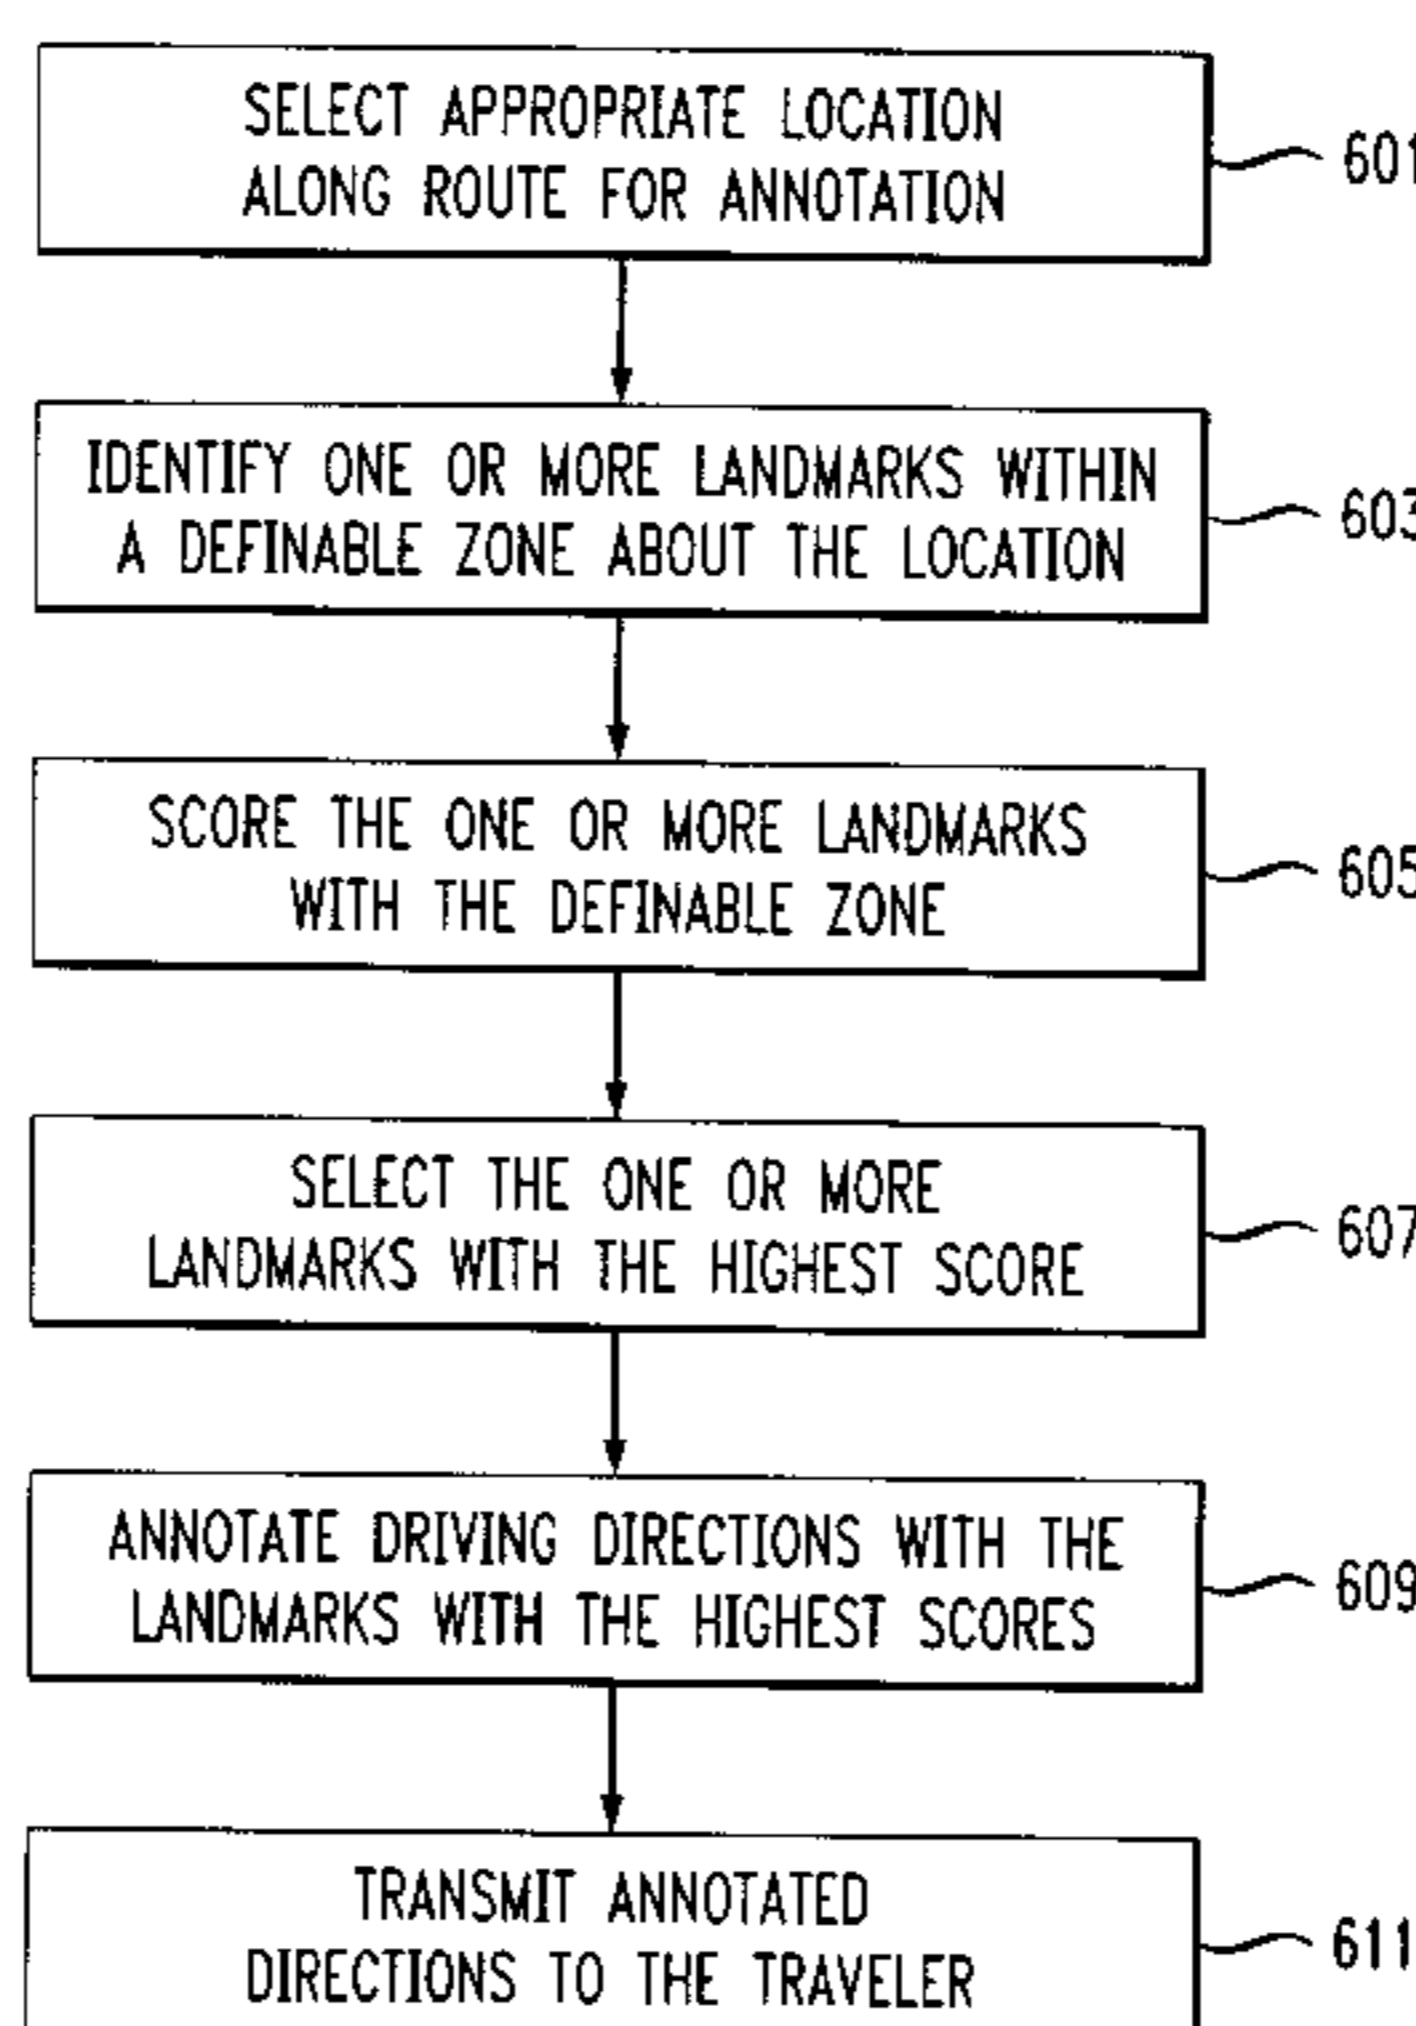 SELECT APPROPRIATE LOCATION
ALONG ROUTE FOR ANNOTATION
601
IDENTIFY ONE OR MORE LANDMARKS WITHIN
A DEFINABLE ZONE ABOUT THE LOCATION
603
SCORE THE ONE OR MORE LANDMARKS
WITH THE DEFINABLE ZONE
605
SELECT THE ONE OR MORE
LANDMARKS WITH THE HIGHEST SCORE
607
ANNOTATE DRIVING DIRECTIONS WITH THE
LANDMARKS WITH THE HIGHEST SCORES
609
TRANSMIT ANNOTATED
DIRECTIONS TO THE TRAVELER
611